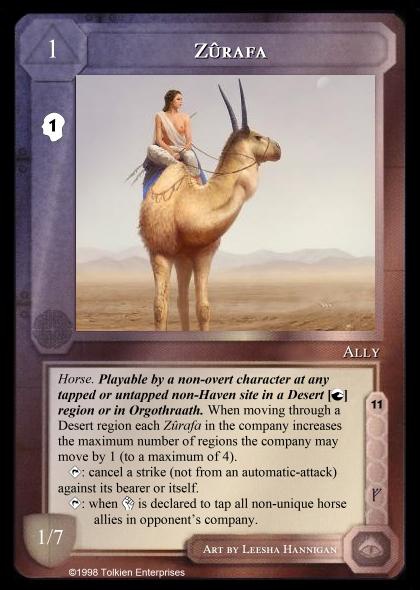 1
ZÛRAFA
1
ALLY
Horse. Playable by a non-overt character at any
tapped or untapped non-Haven site in a Desert [ ]
region or in Orgothraath. When moving through a
Desert region each Zûrafa in the company increases
the maximum number of regions the company may
move by 1 (to a maximum of 4).
: cancel a strike (not from an automatic-attack)
against its bearer or itself.
: when is declared to tap all non-unique horse
allies in opponent's company.
11
ᚠ
1/7
ART BY LEESHA HANNIGAN
©1998 Tolkien Enterprises